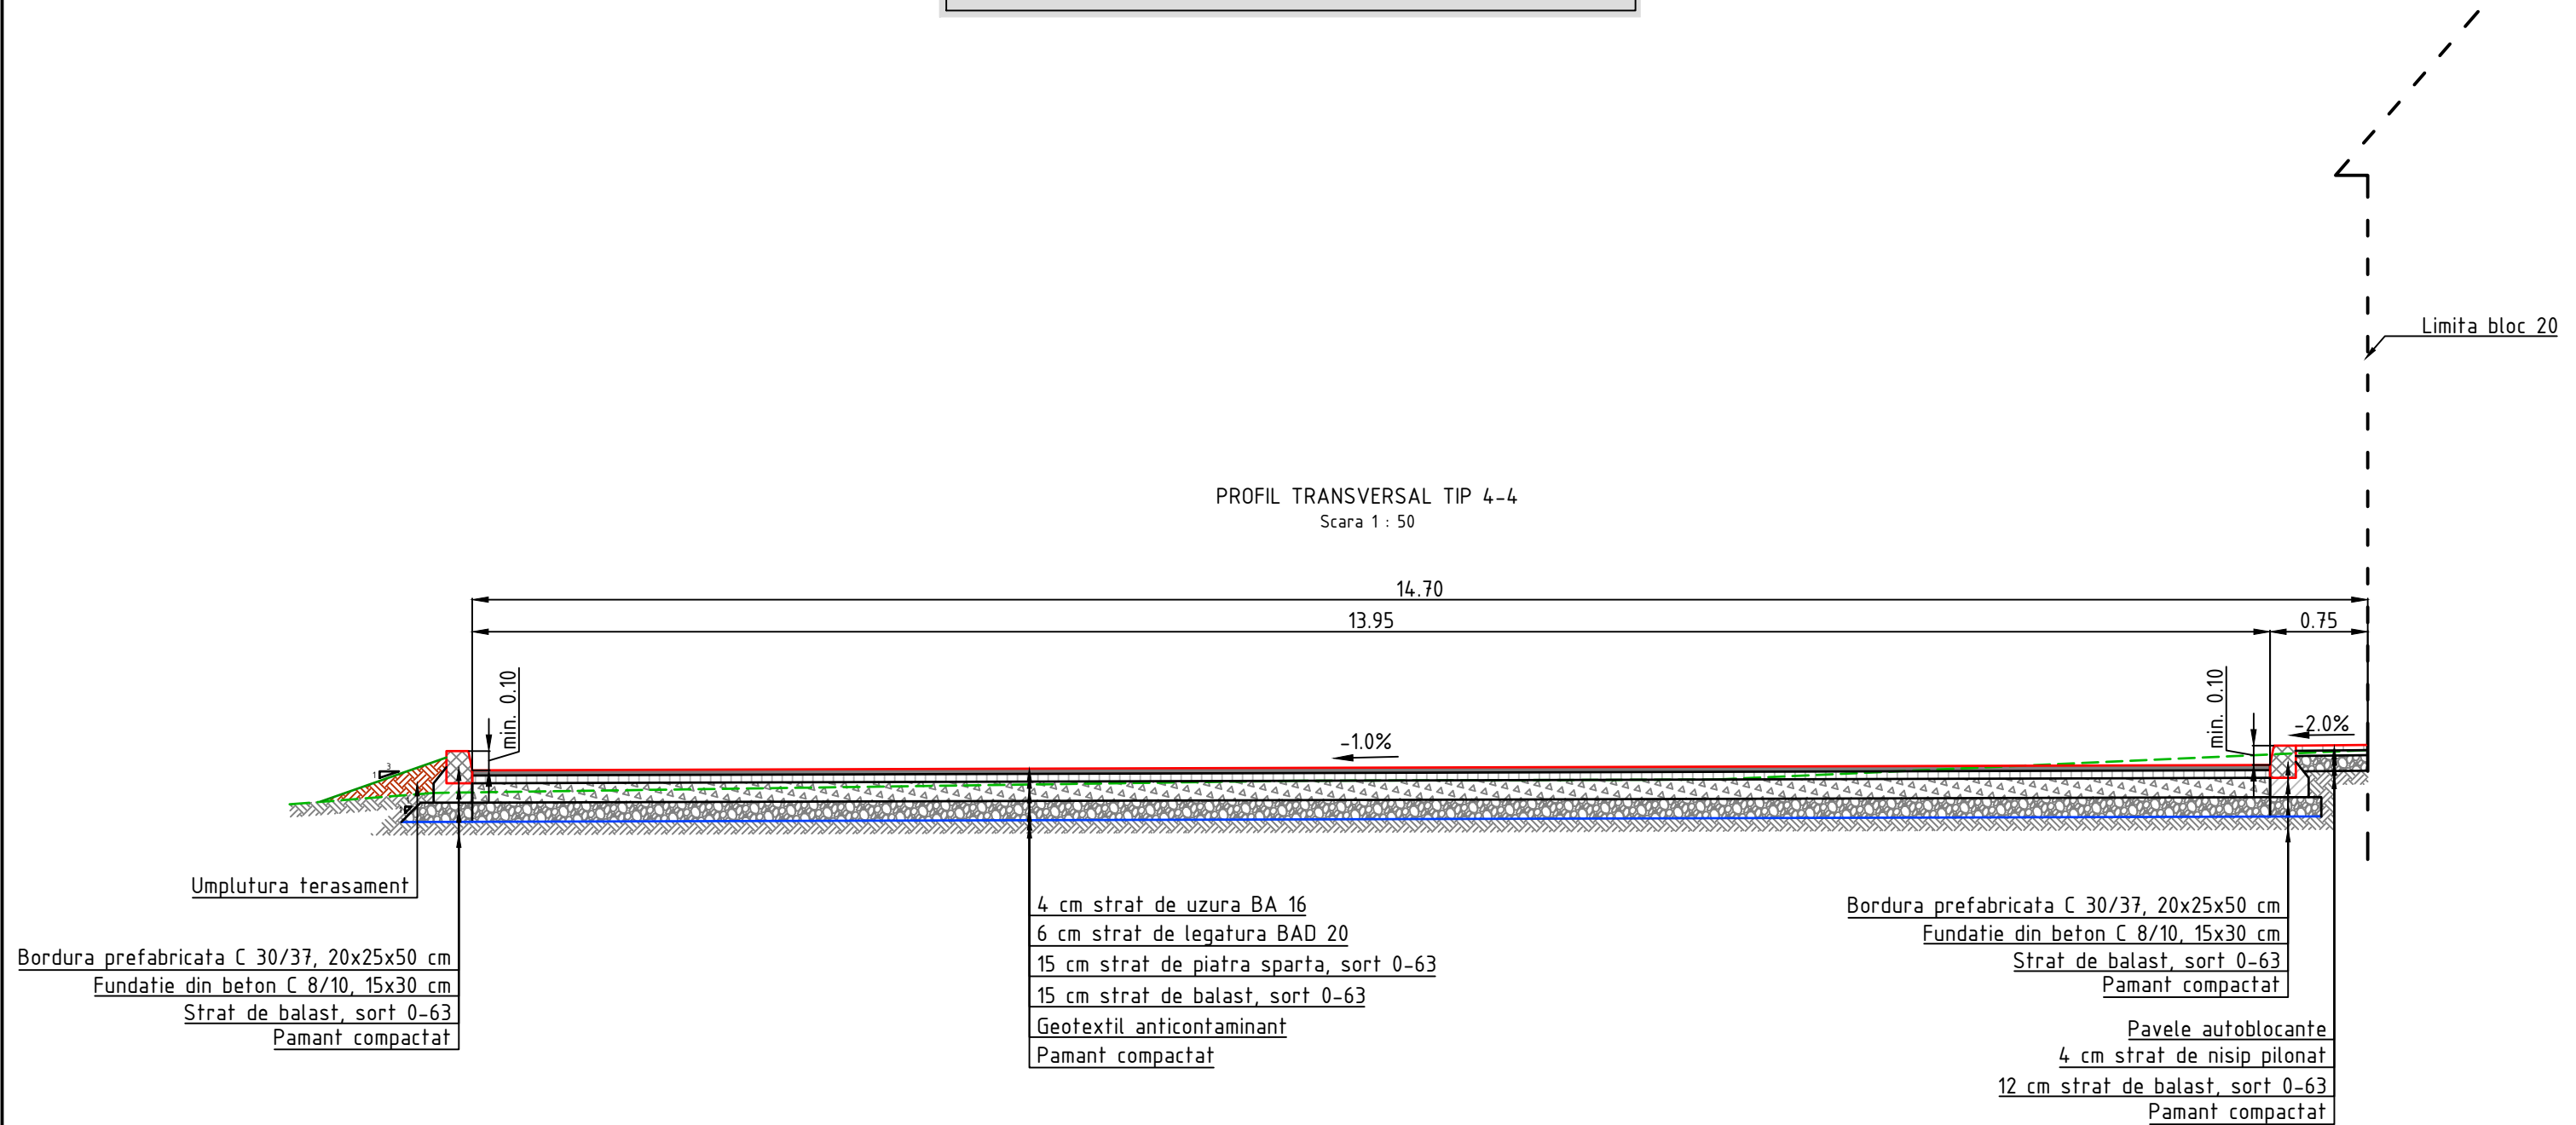 Limita bloc 20
PROFIL TRANSVERSAL TIP 4-4
Scara 1 : 50
14.70
13.95
0.75
min. 0.10
min. 0.10
-1.0%
-2.0%
3
1
Umplutura terasament
Bordura prefabricata C 30/37, 20x25x50 cm
Fundatie din beton C 8/10, 15x30 cm
Strat de balast, sort 0-63
Pamant compactat
4 cm strat de uzura BA 16
6 cm strat de legatura BAD 20
15 cm strat de piatra sparta, sort 0-63
15 cm strat de balast, sort 0-63
Geotextil anticontaminant
Pamant compactat
Bordura prefabricata C 30/37, 20x25x50 cm
Fundatie din beton C 8/10, 15x30 cm
Strat de balast, sort 0-63
Pamant compactat
Pavele autoblocante
4 cm strat de nisip pilonat
12 cm strat de balast, sort 0-63
Pamant compactat